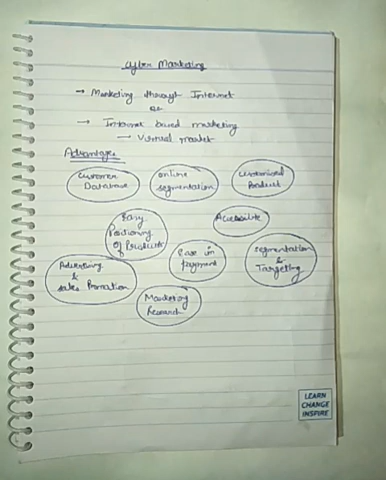 Cyber Marketing
→ Marketing through Internet
or
→ Internet based marketing
→ Virtual market
Advantages
Customer
Database
online
segmentation
Customized
Product
Easy
Positioning
of Products
Accessibility
Ease in
payment
segmentation
&
Targeting
Advertising
&
sales Promotion
Marketing
Research
LEARN
CHANGE
INSPIRE